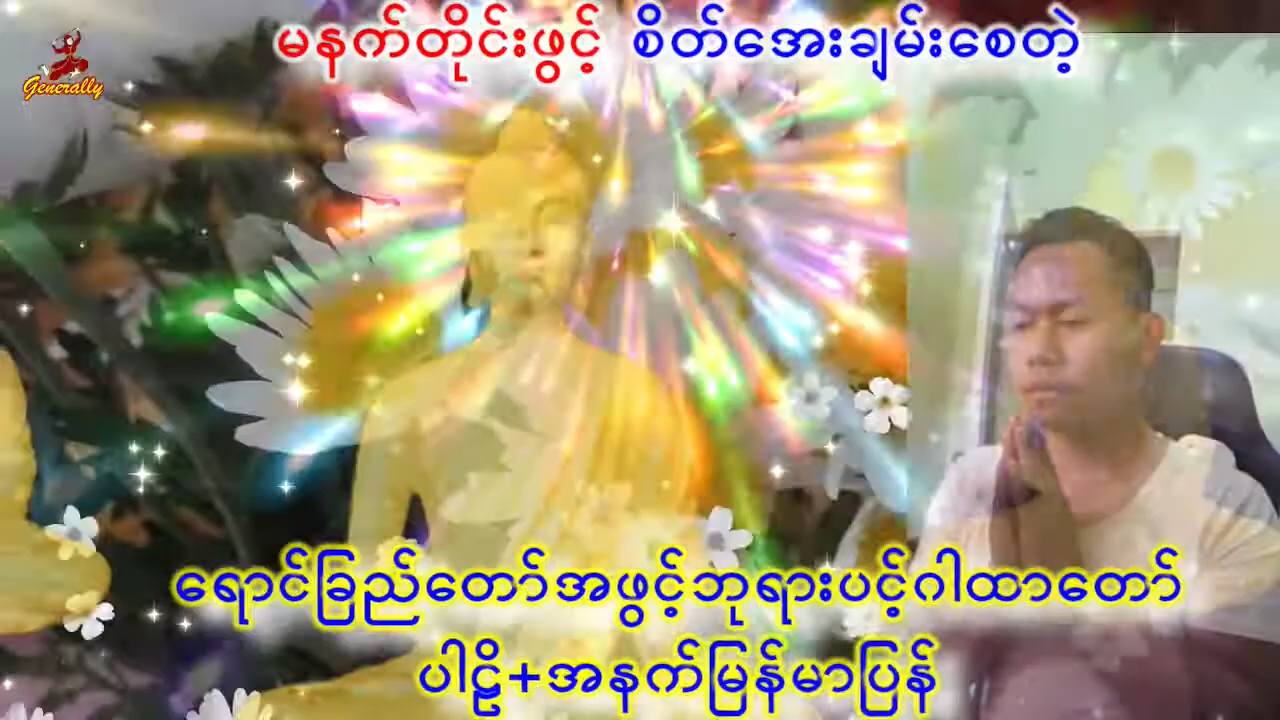 မနက်တိုင်းဖွင့် စိတ်အေးချမ်းစေတဲ့
Generally
ရောင်ခြည်တော်အဖွင့်ဘုရားပင့်ဂါထာတော်
ပါဠိ+အနက်မြန်မာပြန်